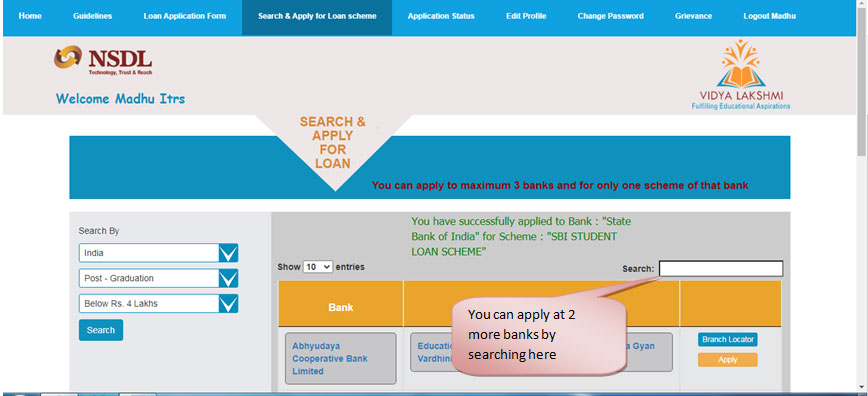 Home Guidelines Loan Application Form Search & Apply for Loan scheme Application Status Edit Profile Change Password Grievance Logout Madhu
NSDL
Technology, Trust & Reach
Welcome Madhu Itrs
VIDYA LAKSHMI
Fulfilling Educational Aspirations
SEARCH &
APPLY
FOR
LOAN
You can apply to maximum 3 banks and for only one scheme of that bank
Search By
India
Post - Graduation
Below Rs. 4 Lakhs
Search
You have successfully applied to Bank : "State
Bank of India" for Scheme : "SBI STUDENT
LOAN SCHEME"
Show 10 entries
Search:
Bank
You can apply at 2
more banks by
searching here
Abhyudaya
Cooperative Bank
Limited
Gyan
Branch Locator
Apply